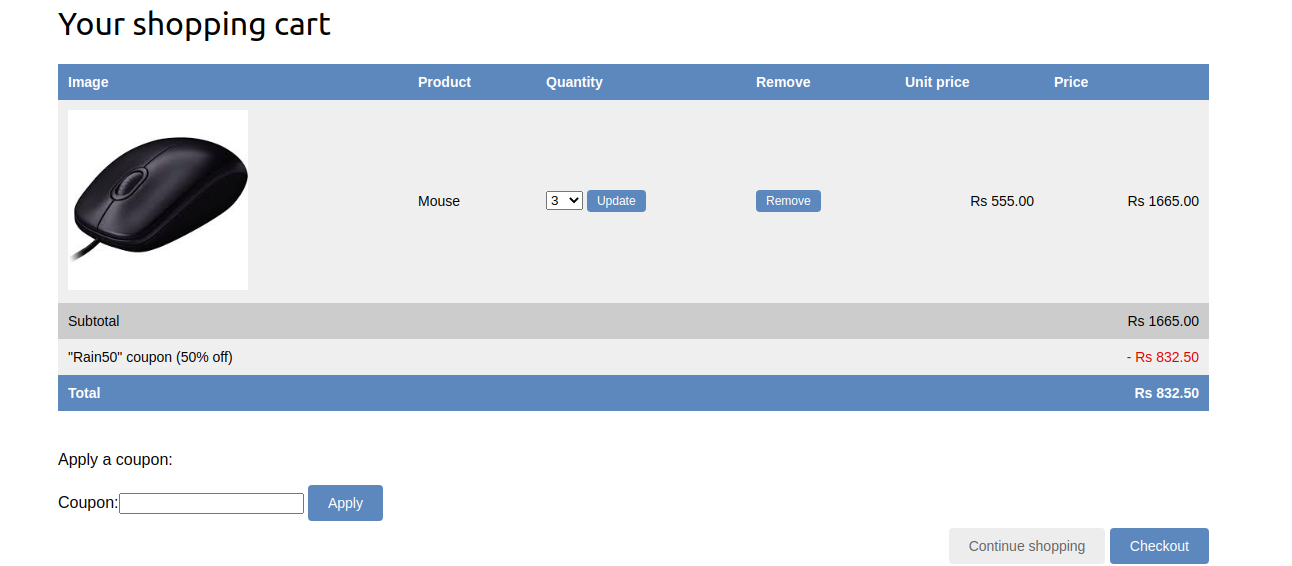 Your shopping cart
Image Product Quantity Remove Unit price Price
Mouse 3 Update Remove Rs 555.00 Rs 1665.00
Subtotal Rs 1665.00
"Rain50" coupon (50% off) - Rs 832.50
Total Rs 832.50
Apply a coupon:
Coupon: Apply
Continue shopping Checkout